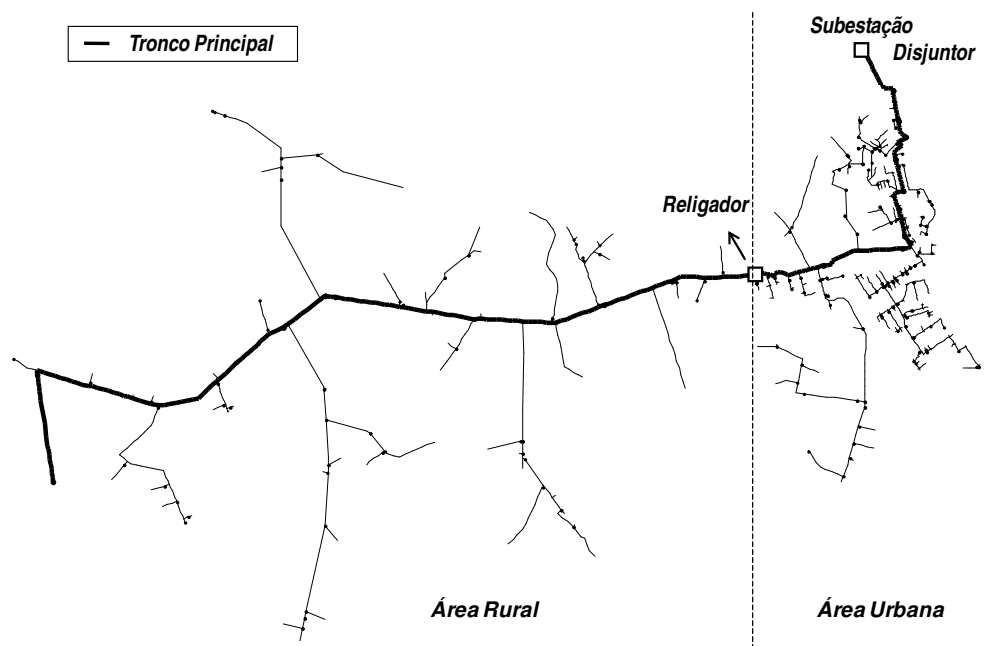 Tronco Principal
Subestação
Disjuntor
Religador
Área Rural
Área Urbana